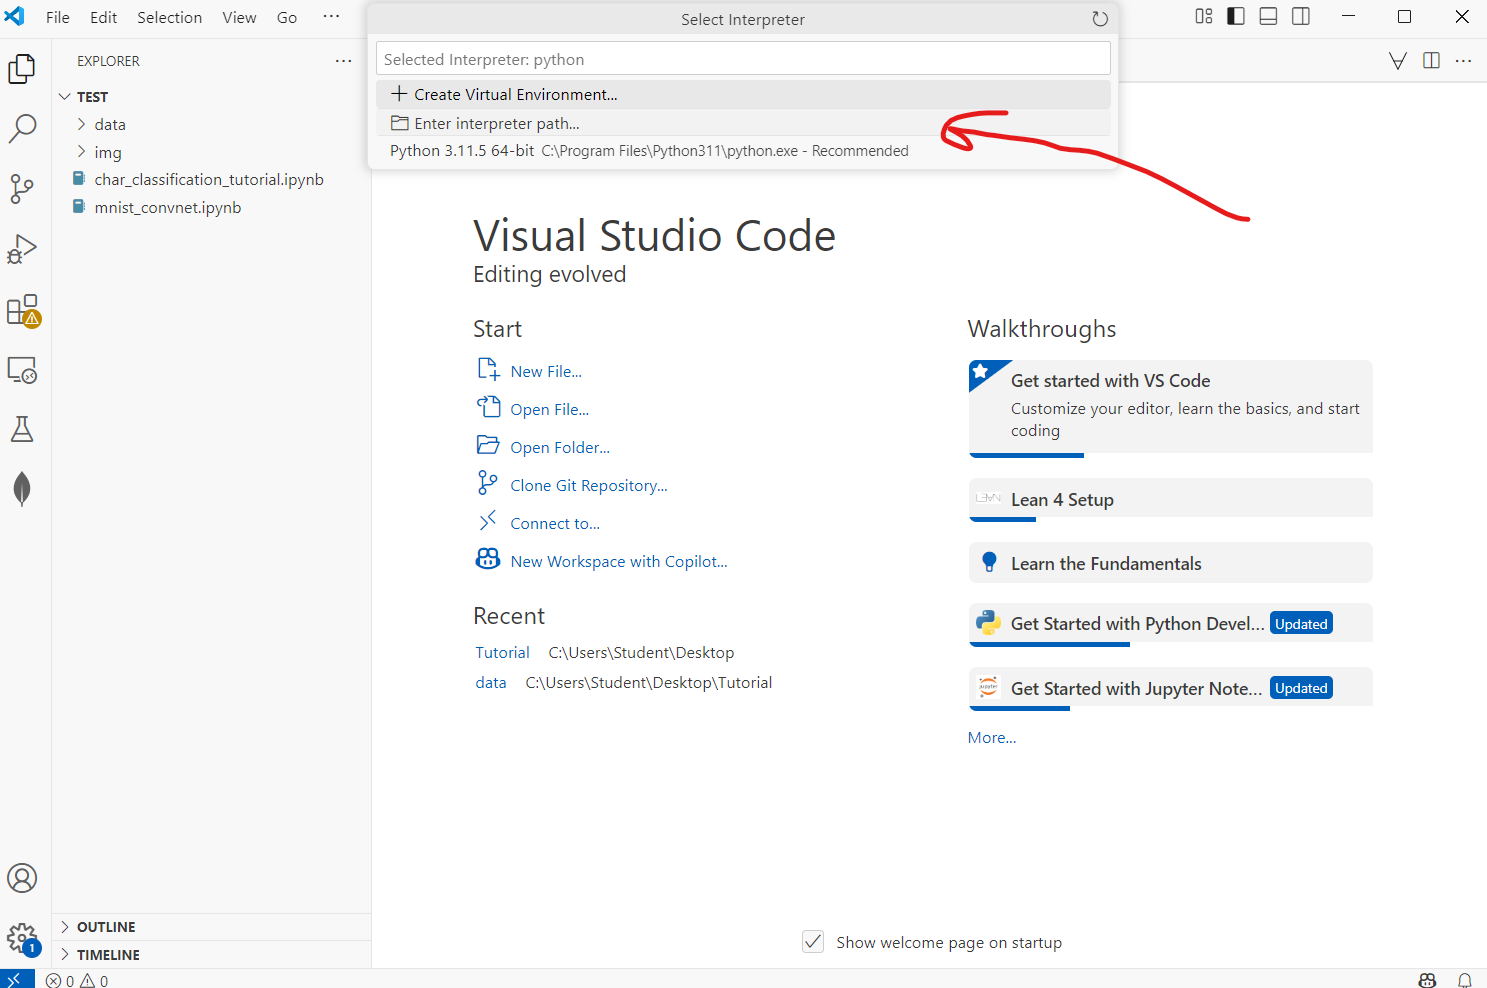 File Edit Selection View Go ···
Select Interpreter
Selected Interpreter: python
+ Create Virtual Environment...
Enter interpreter path...
Python 3.11.5 64-bit C:\Program Files\Python311\python.exe - Recommended
EXPLORER ···
TEST
data
img
char_classification_tutorial.ipynb
mnist_convnet.ipynb
Visual Studio Code
Editing evolved
Start
New File...
Open File...
Open Folder...
Clone Git Repository...
Connect to...
New Workspace with Copilot...
Recent
Tutorial C:\Users\Student\Desktop
data C:\Users\Student\Desktop\Tutorial
Walkthroughs
Get started with VS Code
Customize your editor, learn the basics, and start
coding
LEAN Lean 4 Setup
Learn the Fundamentals
Get Started with Python Devel... Updated
jupyter Get Started with Jupyter Note... Updated
More...
OUTLINE
1
TIMELINE
Show welcome page on startup
0 0